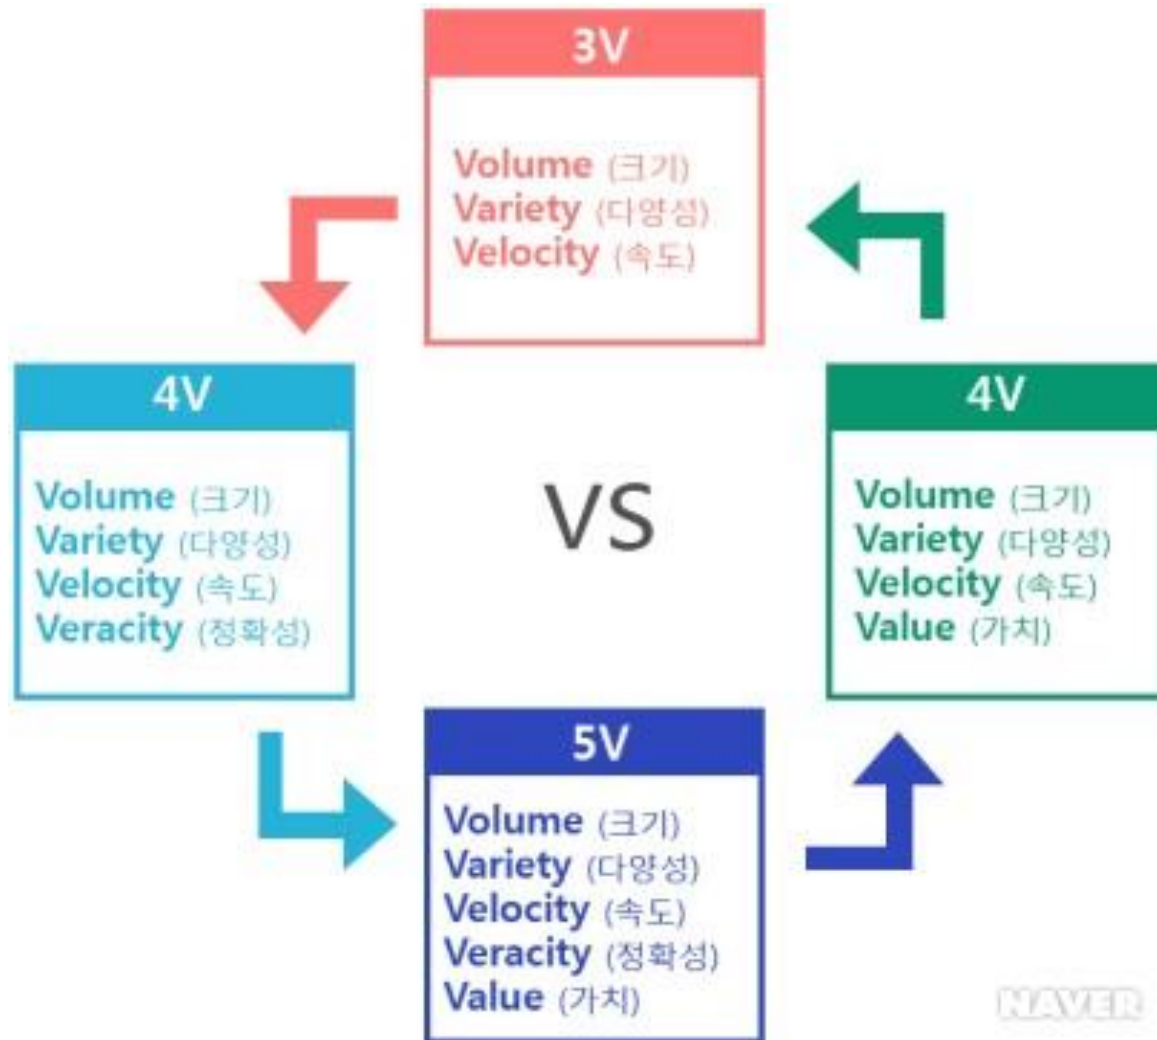 3V
Volume (크기)
Variety (다양성)
Velocity (속도)
4V
Volume (크기)
Variety (다양성)
Velocity (속도)
Veracity (정확성)
VS
4V
Volume (크기)
Variety (다양성)
Velocity (속도)
Value (가치)
5V
Volume (크기)
Variety (다양성)
Velocity (속도)
Veracity (정확성)
Value (가치)
NAVER